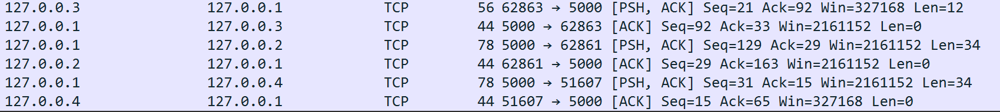 127.0.0.3 127.0.0.1 TCP 56 62863 → 5000 [PSH, ACK] Seq=21 Ack=92 Win=327168 Len=12
127.0.0.1 127.0.0.3 TCP 44 5000 → 62863 [ACK] Seq=92 Ack=33 Win=2161152 Len=0
127.0.0.1 127.0.0.2 TCP 78 5000 → 62861 [PSH, ACK] Seq=129 Ack=29 Win=2161152 Len=34
127.0.0.2 127.0.0.1 TCP 44 62861 → 5000 [ACK] Seq=29 Ack=163 Win=2161152 Len=0
127.0.0.1 127.0.0.4 TCP 78 5000 → 51607 [PSH, ACK] Seq=31 Ack=15 Win=2161152 Len=34
127.0.0.4 127.0.0.1 TCP 44 51607 → 5000 [ACK] Seq=15 Ack=65 Win=327168 Len=0